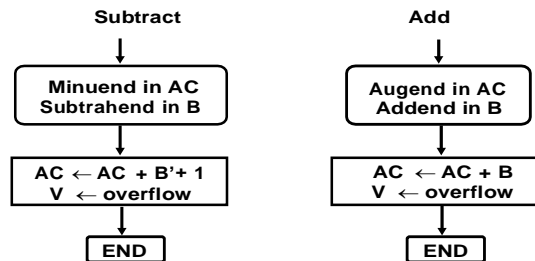 Subtract
Minuend in AC
Subtrahend in B
AC ← AC + B’+ 1
V ← overflow
END
Add
Augend in AC
Addend in B
AC ← AC + B
V ← overflow
END